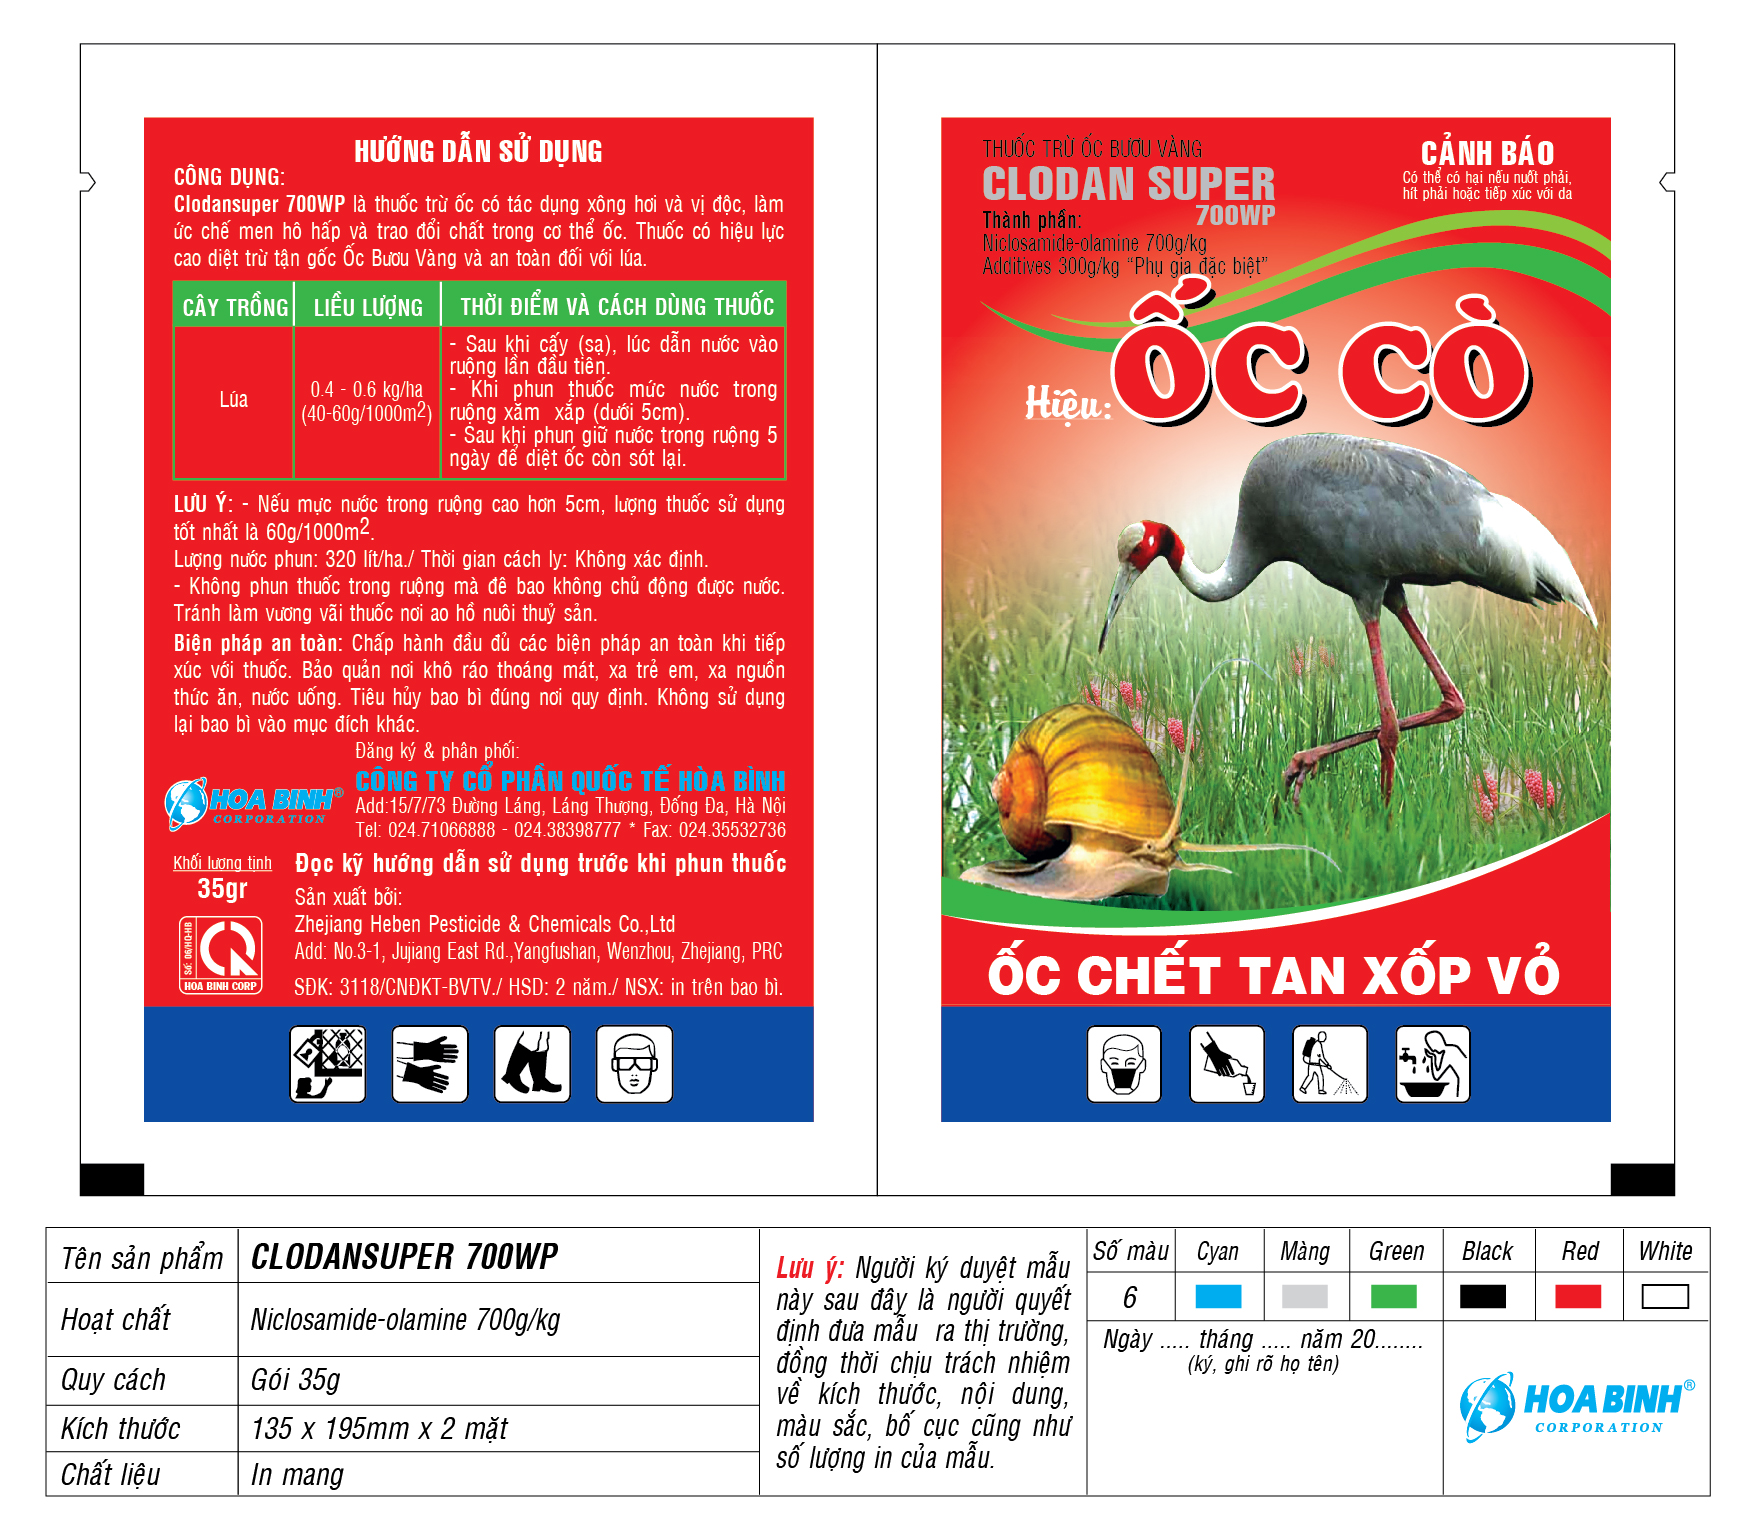 HƯỚNG DẪN SỬ DỤNG
CÔNG DỤNG:
Clodansuper 700WP là thuốc trừ ốc có tác dụng xông hơi và vị độc, làm
ức chế men hô hấp và trao đổi chất trong cơ thể ốc. Thuốc có hiệu lực
cao diệt trừ tận gốc Ốc Bươu Vàng và an toàn đối với lúa.
CÂY TRỒNG LIỀU LƯỢNG THỜI ĐIỂM VÀ CÁCH DÙNG THUỐC
Lúa
0.4 - 0.6 kg/ha
(40-60g/1000m2)
- Sau khi cấy (sạ), lúc dẫn nước vào
ruộng lần đầu tiên.
- Khi phun thuốc mức nước trong
ruộng xăm xắp (dưới 5cm).
- Sau khi phun giữ nước trong ruộng 5
ngày để diệt ốc còn sót lại.
LƯU Ý: - Nếu mực nước trong ruộng cao hơn 5cm, lượng thuốc sử dụng
tốt nhất là 60g/1000m2.
Lượng nước phun: 320 lít/ha./ Thời gian cách ly: Không xác định.
- Không phun thuốc trong ruộng mà đê bao không chủ động được nước.
Tránh làm vương vãi thuốc nơi ao hồ nuôi thuỷ sản.
Biện pháp an toàn: Chấp hành đầu đủ các biện pháp an toàn khi tiếp
xúc với thuốc. Bảo quản nơi khô ráo thoáng mát, xa trẻ em, xa nguồn
thức ăn, nước uống. Tiêu hủy bao bì đúng nơi quy định. Không sử dụng
lại bao bì vào mục đích khác.
Đăng ký & phân phối:
CÔNG TY CỔ PHẦN QUỐC TẾ HÒA BÌNH
HOA BINH®
CORPORATION
Add:15/7/73 Đường Láng, Láng Thượng, Đống Đa, Hà Nội
Tel: 024.71066888 - 024.38398777 * Fax: 024.35532736
Khối lượng tịnh
35gr
Đọc kỹ hướng dẫn sử dụng trước khi phun thuốc
Sản xuất bởi:
Zhejiang Heben Pesticide & Chemicals Co.,Ltd
Add: No.3-1, Jujiang East Rd.,Yangfushan, Wenzhou, Zhejiang, PRC
SĐK: 3118/CNĐKT-BVTV./ HSD: 2 năm./ NSX: in trên bao bì.
Số: 06/HQ-HB
HOA BINH CORP
THUỐC TRỪ ỐC BƯƠU VÀNG
CLODAN SUPER
700WP
Thành phần:
Niclosamide-olamine 700g/kg
Additives 300g/kg “Phụ gia đặc biệt”
CẢNH BÁO
Có thể có hại nếu nuốt phải,
hít phải hoặc tiếp xúc với da
Hiệu: ỐC CÒ
ỐC CHẾT TAN XỐP VỎ
Tên sản phẩm CLODANSUPER 700WP
Hoạt chất Niclosamide-olamine 700g/kg
Quy cách Gói 35g
Kích thước 135 x 195mm x 2 mặt
Chất liệu In mang
Lưu ý: Người ký duyệt mẫu
này sau đây là người quyết
định đưa mẫu ra thị trường,
đồng thời chịu trách nhiệm
về kích thước, nội dung,
màu sắc, bố cục cũng như
số lượng in của mẫu.
Số màu Cyan Màng Green Black Red White
6
Ngày ..... tháng ..... năm 20........
(ký, ghi rõ họ tên)
HOA BINH®
CORPORATION